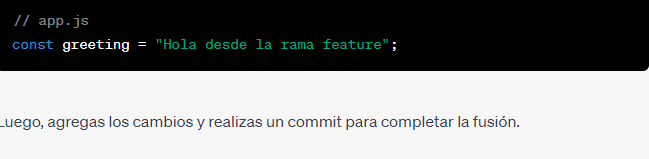 // app.js
const greeting = "Hola desde la rama feature";
Luego, agregas los cambios y realizas un commit para completar la fusión.